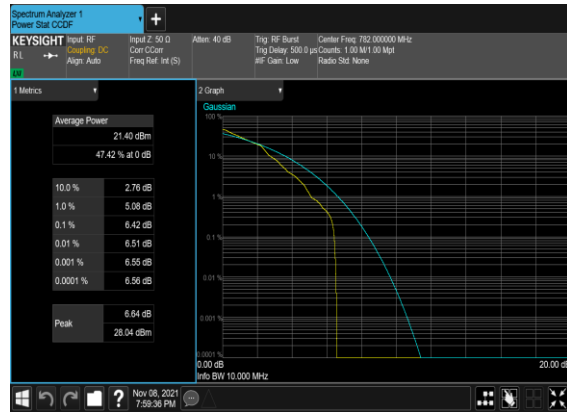 Spectrum Analyzer 1
Power Stat CCDF
KEYSIGHT
Input: RF
Input Z: 50 Ω
Atten: 40 dB
Trig: RF Burst
Center Freq: 782.000000 MHz
RL
Coupling: DC
Corr CCorr
Trig Delay: 500.0 µs
Counts: 1.00 M/1.00 Mpt
Align: Auto
Freq Ref: Int (S)
#IF Gain: Low
Radio Std: None
1 Metrics
2 Graph
Gaussian
Average Power
21.40 dBm
47.42 % at 0 dB
10.0 % 2.76 dB
1.0 % 5.08 dB
0.1 % 6.42 dB
0.01 % 6.51 dB
0.001 % 6.55 dB
0.0001 % 6.56 dB
Peak
6.64 dB
28.04 dBm
100 %
10 %
1 %
0.1 %
0.01 %
0.001 %
0.0001 %
0.00 dB
20.00 dB
Info BW 10.000 MHz
?
Nov 08, 2021
7:59:36 PM